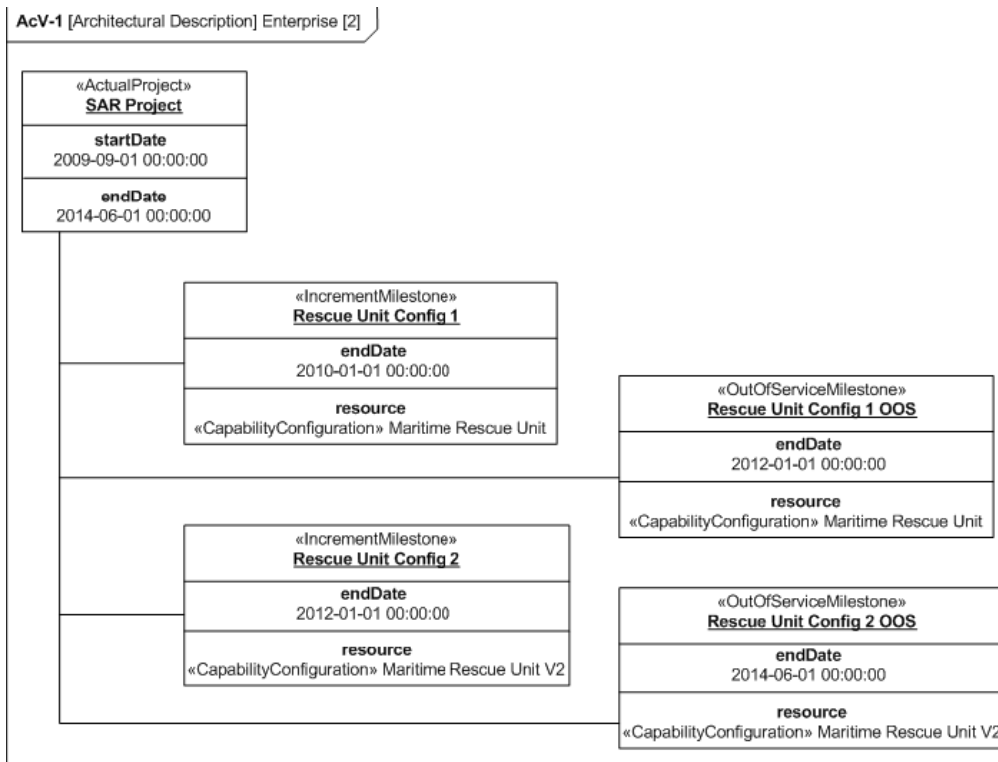 AcV-1 [Architectural Description] Enterprise [2]
«ActualProject»
SAR Project
startDate
2009-09-01 00:00:00
endDate
2014-06-01 00:00:00
«IncrementMilestone»
Rescue Unit Config 1
endDate
2010-01-01 00:00:00
resource
«CapabilityConfiguration» Maritime Rescue Unit
«OutOfServiceMilestone»
Rescue Unit Config 1 OOS
endDate
2012-01-01 00:00:00
resource
«CapabilityConfiguration» Maritime Rescue Unit
«IncrementMilestone»
Rescue Unit Config 2
endDate
2012-01-01 00:00:00
resource
«CapabilityConfiguration» Maritime Rescue Unit V2
«OutOfServiceMilestone»
Rescue Unit Config 2 OOS
endDate
2014-06-01 00:00:00
resource
«CapabilityConfiguration» Maritime Rescue Unit V2